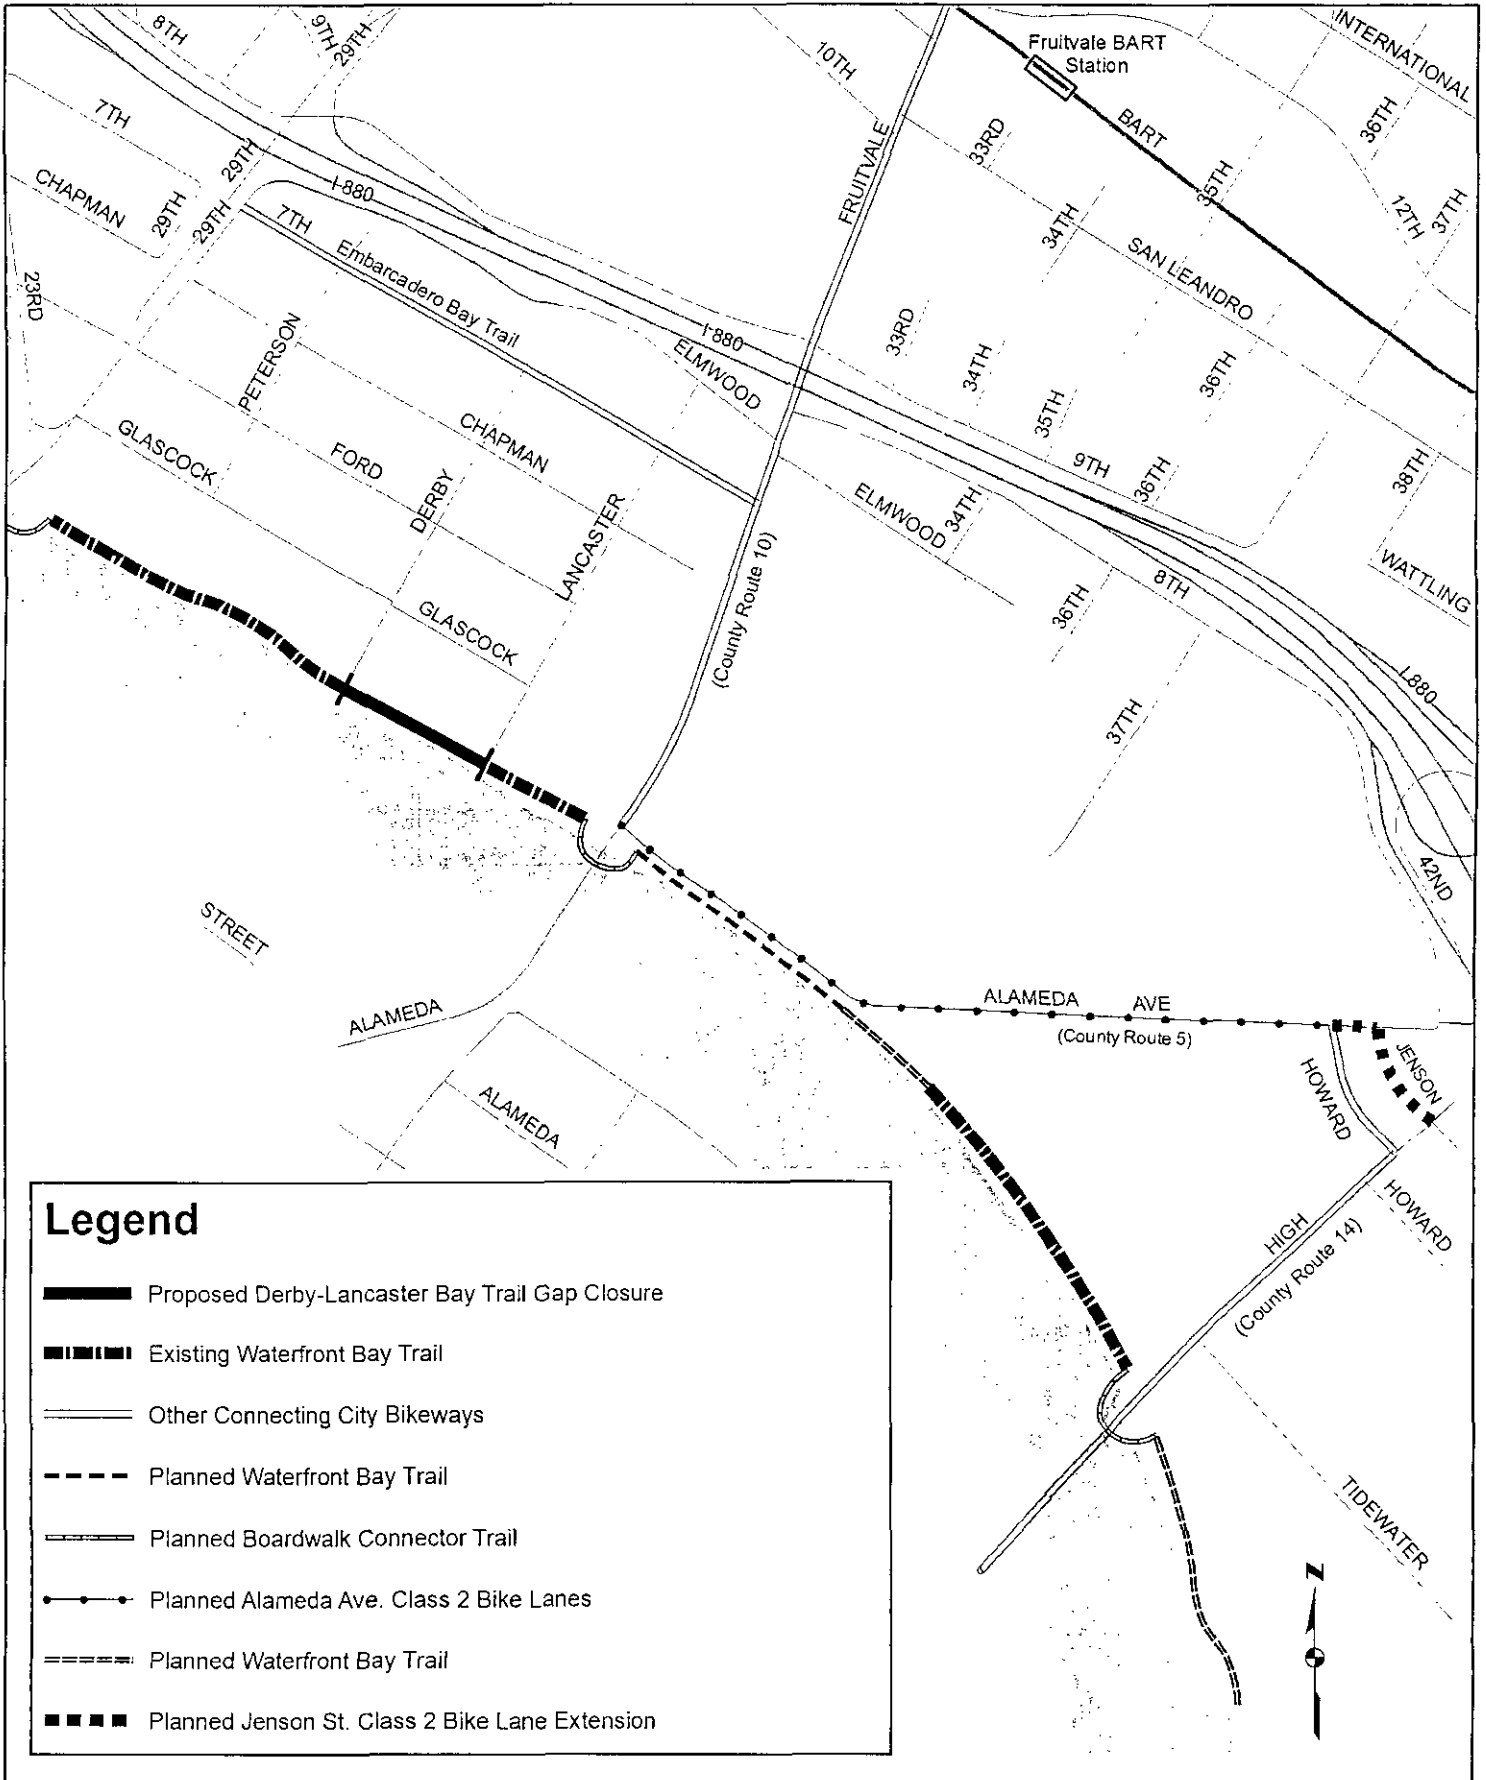 8TH
9TH
29TH
10TH
Fruitvale BART
Station
INTERNATIONAL
7TH
29TH
FRUITVALE
33RD
BART
36TH
CHAPMAN
29TH
29TH
I-880
7TH
Embarcadero Bay Trail
34TH
35TH
12TH
37TH
SAN LEANDRO
23RD
PETERSON
I-880
ELMWOOD
33RD
34TH
36TH
35TH
GLASCOCK
FORD
CHAPMAN
DERBY
LANCASTER
ELMWOOD
34TH
9TH
36TH
38TH
WATTLING
8TH
36TH
GLASCOCK
(County Route 10)
I-880
37TH
42ND
STREET
ALAMEDA
ALAMEDA AVE
(County Route 5)
JENSON
HOWARD
ALAMEDA
HOWARD
HIGH
(County Route 14)
TIDEWATER
Legend
Proposed Derby-Lancaster Bay Trail Gap Closure
Existing Waterfront Bay Trail
Other Connecting City Bikeways
Planned Waterfront Bay Trail
Planned Boardwalk Connector Trail
Planned Alameda Ave. Class 2 Bike Lanes
Planned Waterfront Bay Trail
Planned Jenson St. Class 2 Bike Lane Extension
N